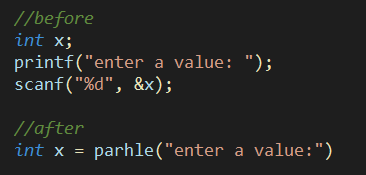 //before
int x;
printf("enter a value: ");
scanf("%d", &x);
//after
int x = parhle("enter a value:")